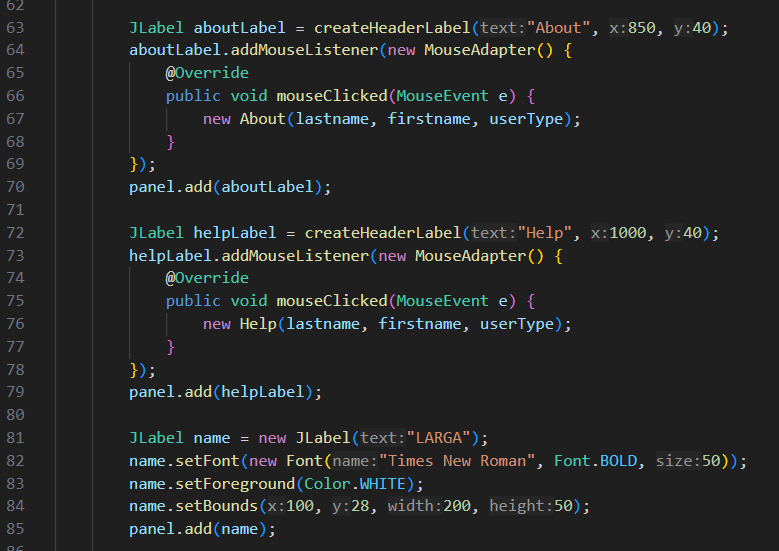 62
63 JLabel aboutLabel = createHeaderLabel(text:"About", x:850, y:40);
64 aboutLabel.addMouseListener(new MouseAdapter() {
65 @Override
66 public void mouseClicked(MouseEvent e) {
67 new About(lastname, firstname, userType);
68 }
69 });
70 panel.add(aboutLabel);
71
72 JLabel helpLabel = createHeaderLabel(text:"Help", x:1000, y:40);
73 helpLabel.addMouseListener(new MouseAdapter() {
74 @Override
75 public void mouseClicked(MouseEvent e) {
76 new Help(lastname, firstname, userType);
77 }
78 });
79 panel.add(helpLabel);
80
81 JLabel name = new JLabel(text:"LARGA");
82 name.setFont(new Font(name:"Times New Roman", Font.BOLD, size:50));
83 name.setForeground(Color.WHITE);
84 name.setBounds(x:100, y:28, width:200, height:50);
85 panel.add(name);
86